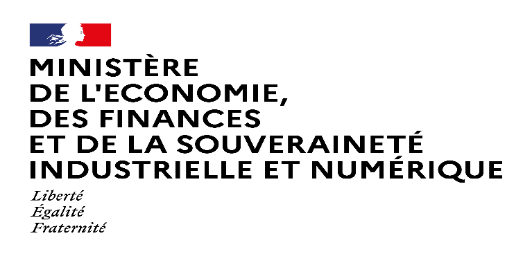 MINISTÈRE
DE L'ECONOMIE,
DES FINANCES
ET DE LA SOUVERAINETÉ
INDUSTRIELLE ET NUMÉRIQUE
Liberté
Égalité
Fraternité